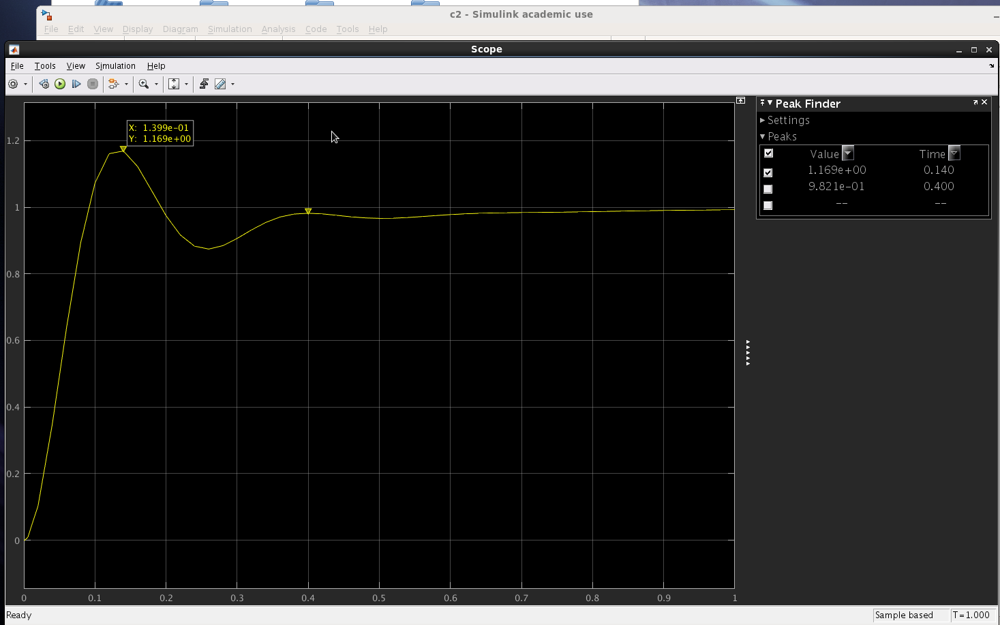 c2 - Simulink academic use
File Edit View Display Diagram Simulation Analysis Code Tools Help
Scope
File Tools View Simulation Help
Peak Finder
Settings
Peaks
Value Time
1.169e+00 0.140
9.821e-01 0.400
-- --
X: 1.399e-01
Y: 1.169e+00
1.2
1
0.8
0.6
0.4
0.2
0
0 0.1 0.2 0.3 0.4 0.5 0.6 0.7 0.8 0.9 1
Ready
Sample based T=1.000